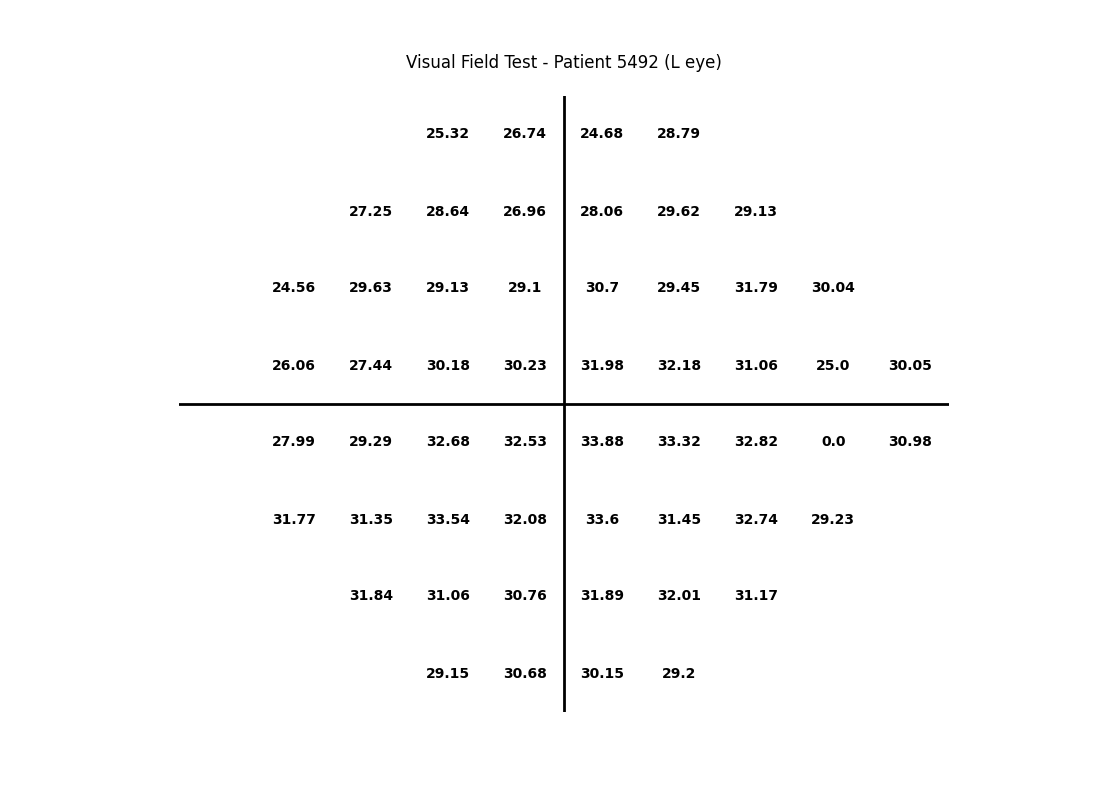 Visual Field Test - Patient 5492 (L eye)
25.32 26.74 24.68 28.79
27.25 28.64 26.96 28.06 29.62 29.13
24.56 29.63 29.13 29.1 30.7 29.45 31.79 30.04
26.06 27.44 30.18 30.23 31.98 32.18 31.06 25.0 30.05
27.99 29.29 32.68 32.53 33.88 33.32 32.82 0.0 30.98
31.77 31.35 33.54 32.08 33.6 31.45 32.74 29.23
31.84 31.06 30.76 31.89 32.01 31.17
29.15 30.68 30.15 29.2